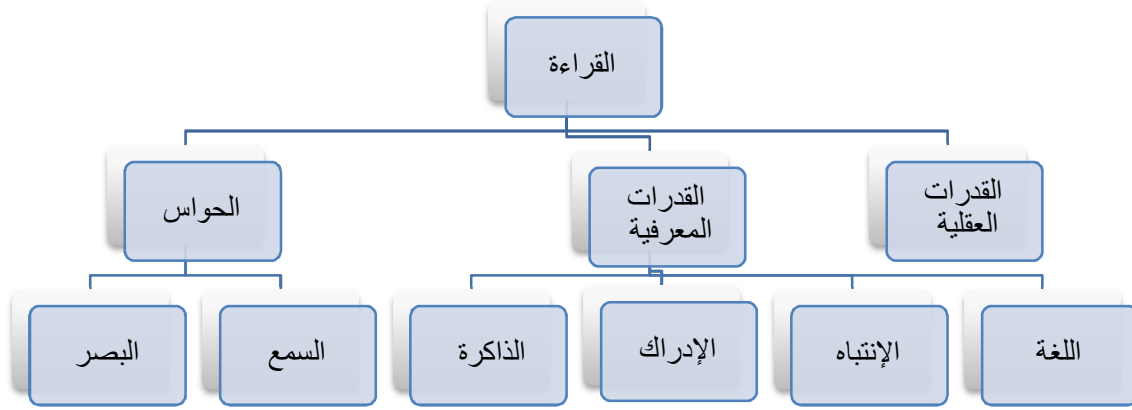 القراءة
القدرات
العقلية
القدرات
المعرفية
الحواس
اللغة
الإنتباه
الإدراك
الذاكرة
السمع
البصر